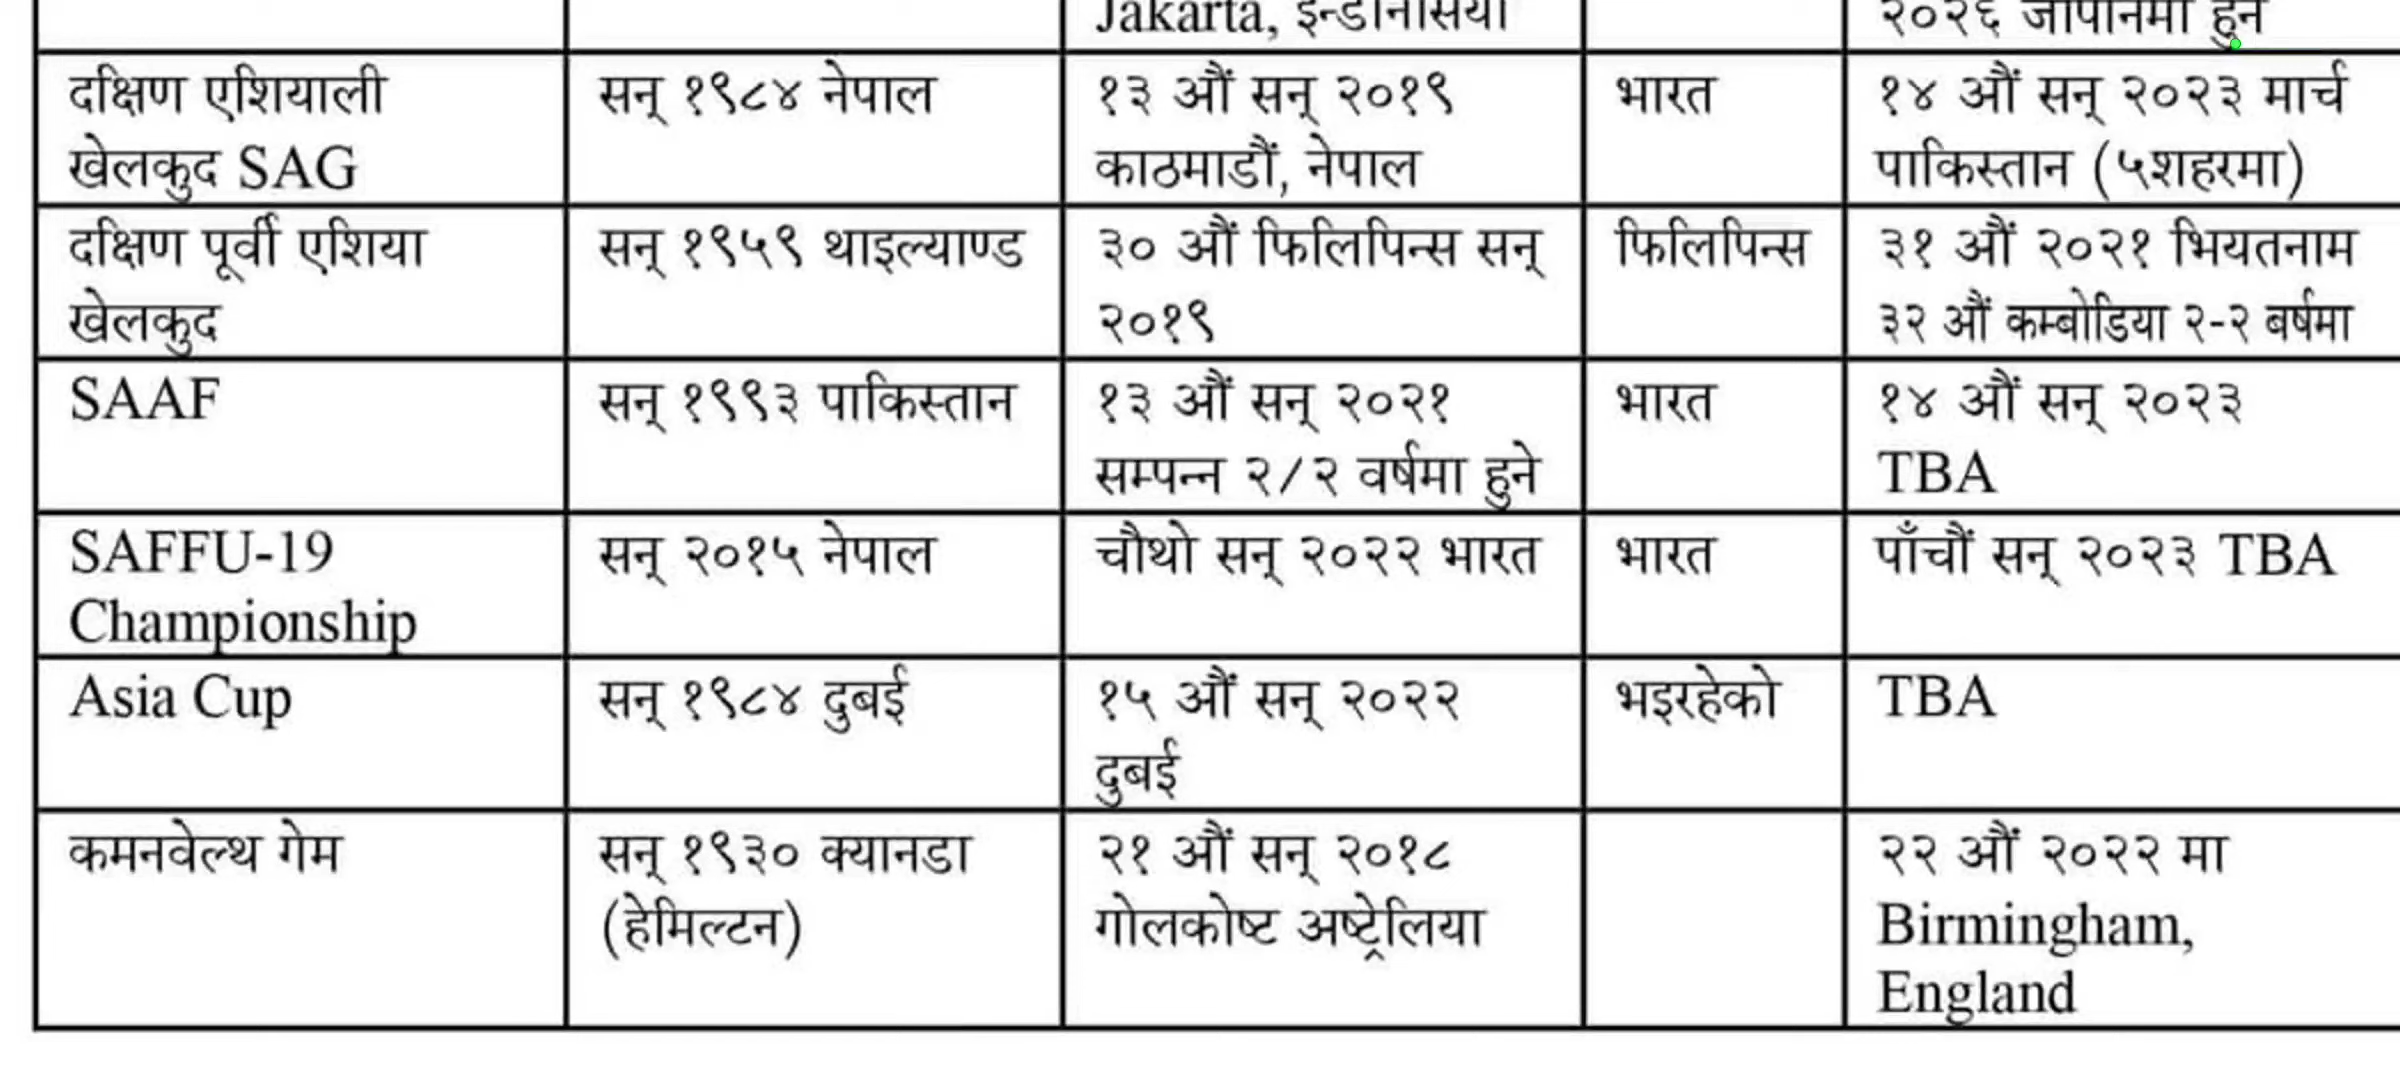 Jakarta, इन्डोनेसिया
२०२६ जापानमा हुने
दक्षिण एशियाली
खेलकुद SAG
सन् १९८४ नेपाल
१३ औं सन् २०१९
काठमाडौं, नेपाल
भारत
१४ औं सन् २०२३ मार्च
पाकिस्तान (५शहरमा)
दक्षिण पूर्वी एशिया
खेलकुद
सन् १९५९ थाइल्याण्ड
३० औं फिलिपिन्स सन्
२०१९
फिलिपिन्स
३१ औं २०२१ भियतनाम
३२ औं कम्बोडिया २-२ बर्षमा
SAAF
सन् १९९३ पाकिस्तान
१३ औं सन् २०२१
सम्पन्न २/२ वर्षमा हुने
भारत
१४ औं सन् २०२३
TBA
SAFFU-19
Championship
सन् २०१५ नेपाल
चौथो सन् २०२२ भारत
भारत
पाँचौं सन् २०२३ TBA
Asia Cup
सन् १९८४ दुबई
१५ औं सन् २०२२
दुबई
भइरहेको
TBA
कमनवेल्थ गेम
सन् १९३० क्यानडा
(हेमिल्टन)
२१ औं सन् २०१८
गोलकोष्ट अष्ट्रेलिया
२२ औं २०२२ मा
Birmingham,
England